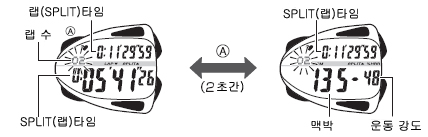 랩(SPLIT)타임
랩 수 Ⓐ
0:11'29"59
02
LAP SPLIT
0:05'41"26
SPLIT(랩)타임
Ⓐ
(2초간)
SPLIT(랩)타임
0:11'29"59
02
135-48
맥박
운동 강도